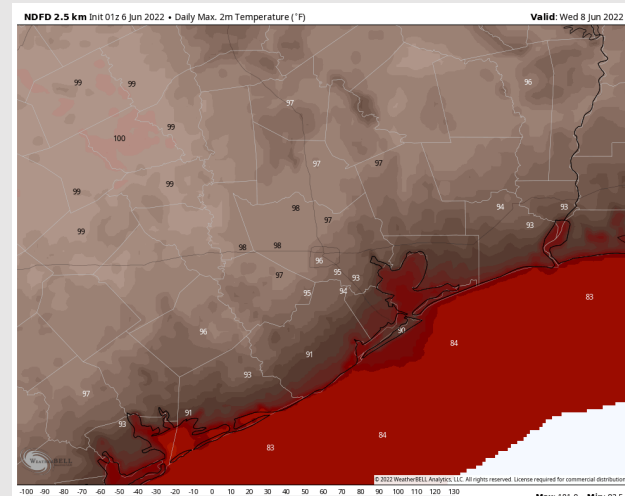 NDFD 2.5 km Init 01z 6 Jun 2022 • Daily Max. 2m Temperature (°F) Valid: Wed 8 Jun 2022
99 99 96
97
99
100
97 97
99
99
98 94 93
97 93
99
98 98
96
97 95 93
95 94 83
96 90
84
91
93
97
91
93
84
83
WeatherBELL
© 2022 WeatherBELL Analytics, LLC. All rights reserved. License required for commercial distribution
-100 -90 -80 -70 -60 -50 -40 -30 -20 -10 0 10 20 30 40 50 60 70 80 90 100 110 120 130